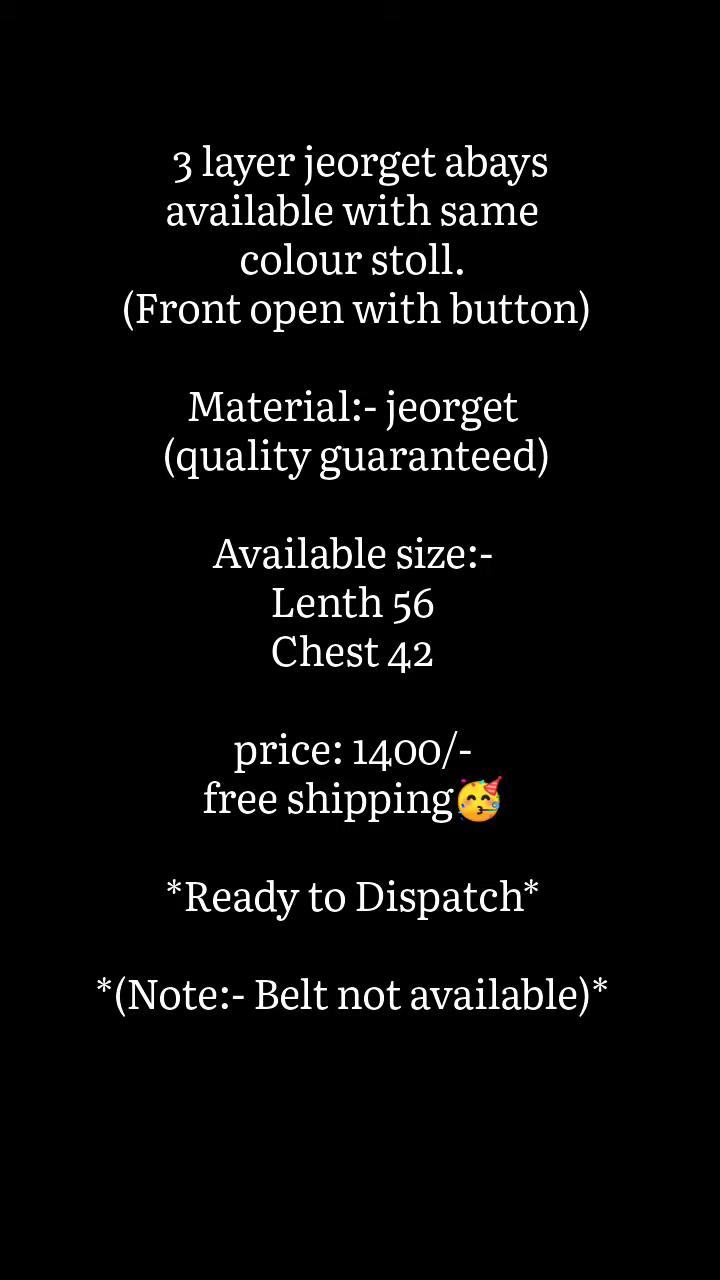 3 layer jeorget abays
available with same
colour stoll.
(Front open with button)
Material:- jeorget
(quality guaranteed)
Available size:-
Lenth 56
Chest 42
price: 1400/-
free shipping🥳
*Ready to Dispatch*
*(Note:- Belt not available)*